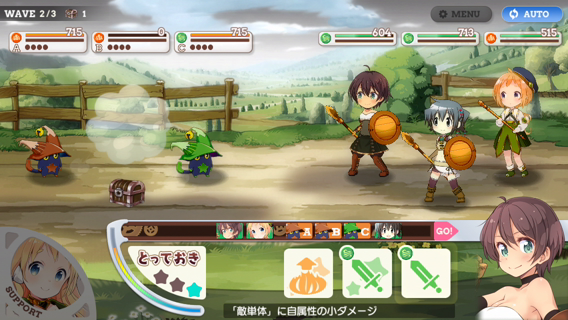 WAVE 2/3 1
MENU
AUTO
715
0
715
604
713
515
A
B
C
A
B
C
GO!
とっておき
SUPPORT
「敵単体」に自属性の小ダメージ